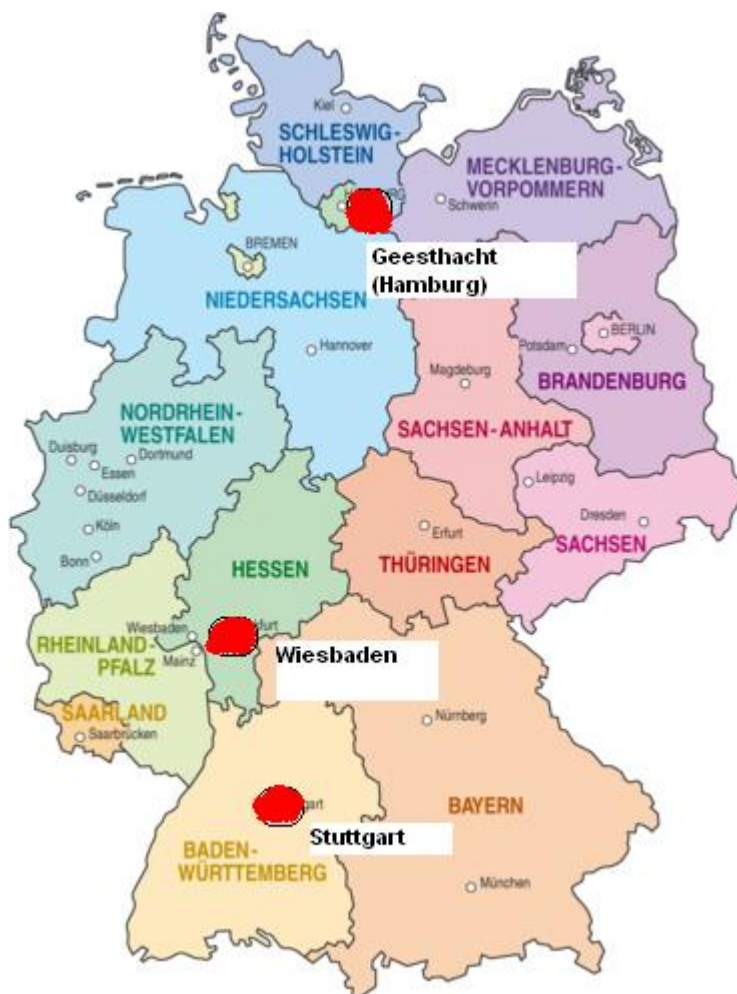 Kiel
SCHLESWIG-
HOLSTEIN
MECKLENBURG-
VORPOMMERN
Schwerin
Geesthacht
(Hamburg)
BREMEN
NIEDERSACHSEN
Hannover
BERLIN
Potsdam
BRANDENBURG
Magdeburg
SACHSEN-ANHALT
NORDRHEIN-
WESTFALEN
Duisburg
Dortmund
Essen
Düsseldorf
Köln
Bonn
Leipzig
Dresden
SACHSEN
Erfurt
THÜRINGEN
HESSEN
Wiesbaden
Mainz
RHEINLAND-
PFALZ
Wiesbaden
SAARLAND
Saarbrücken
Nürnberg
BAYERN
Stuttgart
BADEN-
WÜRTTEMBERG
München